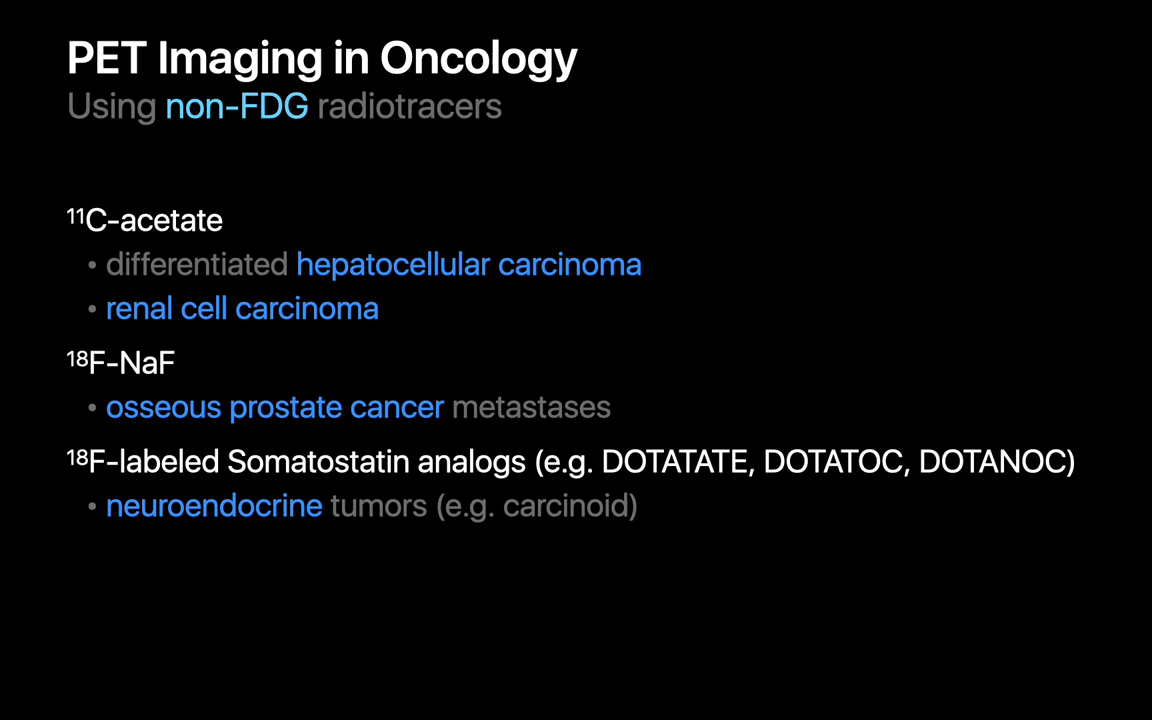 PET Imaging in Oncology
Using non-FDG radiotracers
¹¹C-acetate
• differentiated hepatocellular carcinoma
• renal cell carcinoma
¹⁸F-NaF
• osseous prostate cancer metastases
¹⁸F-labeled Somatostatin analogs (e.g. DOTATATE, DOTATOC, DOTANOC)
• neuroendocrine tumors (e.g. carcinoid)